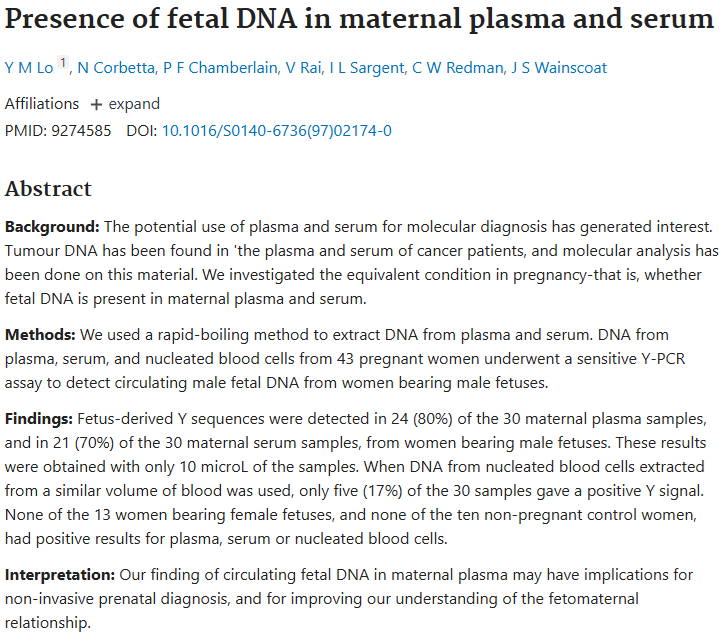 Presence of fetal DNA in maternal plasma and serum
Y M Lo 1, N Corbetta, P F Chamberlain, V Rai, I L Sargent, C W Redman, J S Wainscoat
Affiliations + expand
PMID: 9274585 DOI: 10.1016/S0140-6736(97)02174-0
Abstract
Background: The potential use of plasma and serum for molecular diagnosis has generated interest.
Tumour DNA has been found in 'the plasma and serum of cancer patients, and molecular analysis has
been done on this material. We investigated the equivalent condition in pregnancy-that is, whether
fetal DNA is present in maternal plasma and serum.
Methods: We used a rapid-boiling method to extract DNA from plasma and serum. DNA from
plasma, serum, and nucleated blood cells from 43 pregnant women underwent a sensitive Y-PCR
assay to detect circulating male fetal DNA from women bearing male fetuses.
Findings: Fetus-derived Y sequences were detected in 24 (80%) of the 30 maternal plasma samples,
and in 21 (70%) of the 30 maternal serum samples, from women bearing male fetuses. These results
were obtained with only 10 microL of the samples. When DNA from nucleated blood cells extracted
from a similar volume of blood was used, only five (17%) of the 30 samples gave a positive Y signal.
None of the 13 women bearing female fetuses, and none of the ten non-pregnant control women,
had positive results for plasma, serum or nucleated blood cells.
Interpretation: Our finding of circulating fetal DNA in maternal plasma may have implications for
non-invasive prenatal diagnosis, and for improving our understanding of the fetomaternal
relationship.